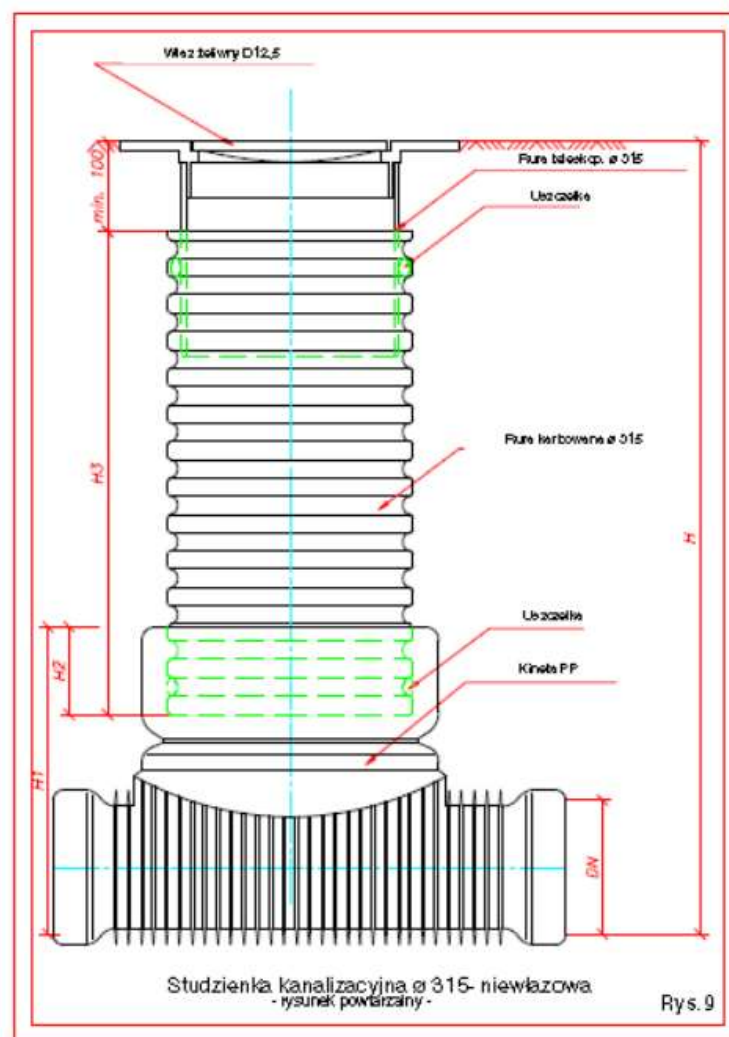 Właz żeliwny D12,5
min. 100
Rura teleskop. ø 315
Uszczelka
H3
Rura karbowana ø 315
H
Uszczelka
H2
Kineta PP
H1
DN
Studzienka kanalizacyjna ø 315- niewłazowa
- rysunek powtarzalny -
Rys.9